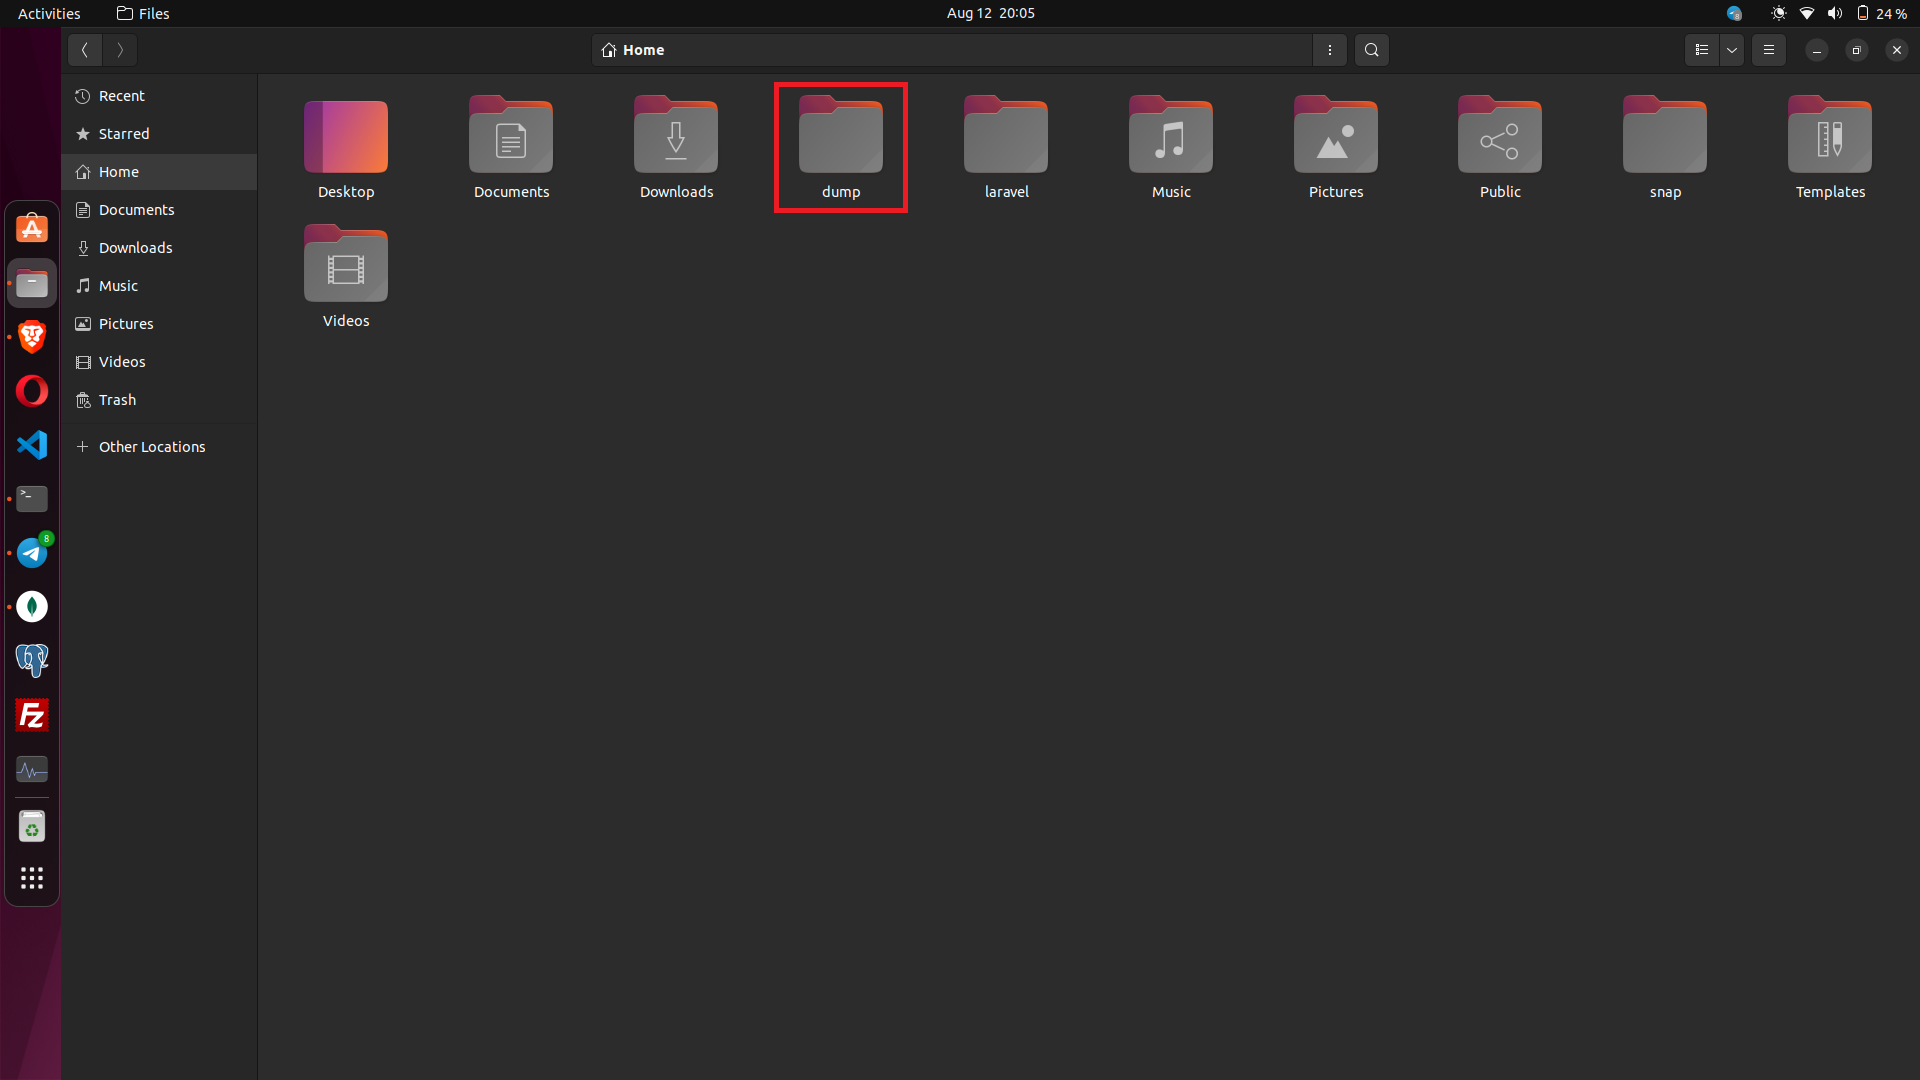 Activities Files Aug 12 20:05 24 %
Home
Recent
Starred
Home
Documents
Downloads
Music
Pictures
Videos
Trash
Other Locations
Desktop Documents Downloads dump laravel Music Pictures Public snap Templates
Videos
8
Fz